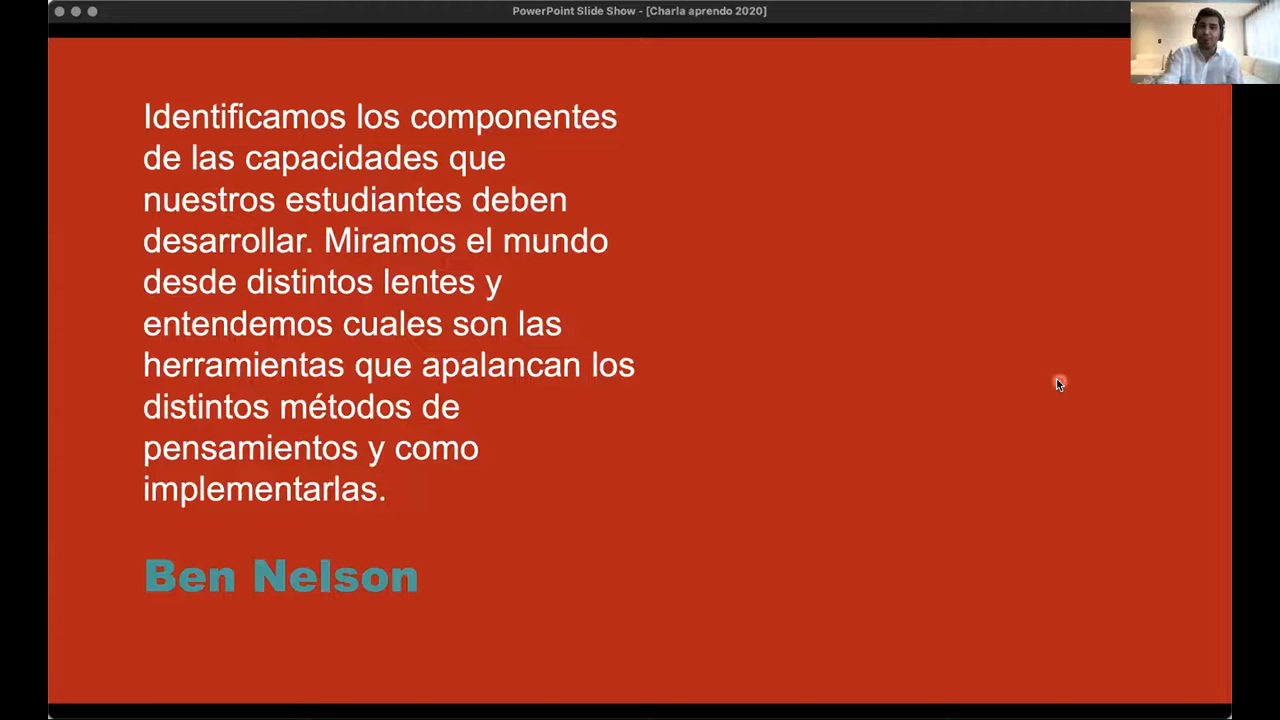 PowerPoint Slide Show - [Charla aprendo 2020]
Identificamos los componentes
de las capacidades que
nuestros estudiantes deben
desarrollar. Miramos el mundo
desde distintos lentes y
entendemos cuales son las
herramientas que apalancan los
distintos métodos de
pensamientos y como
implementarlas.
Ben Nelson